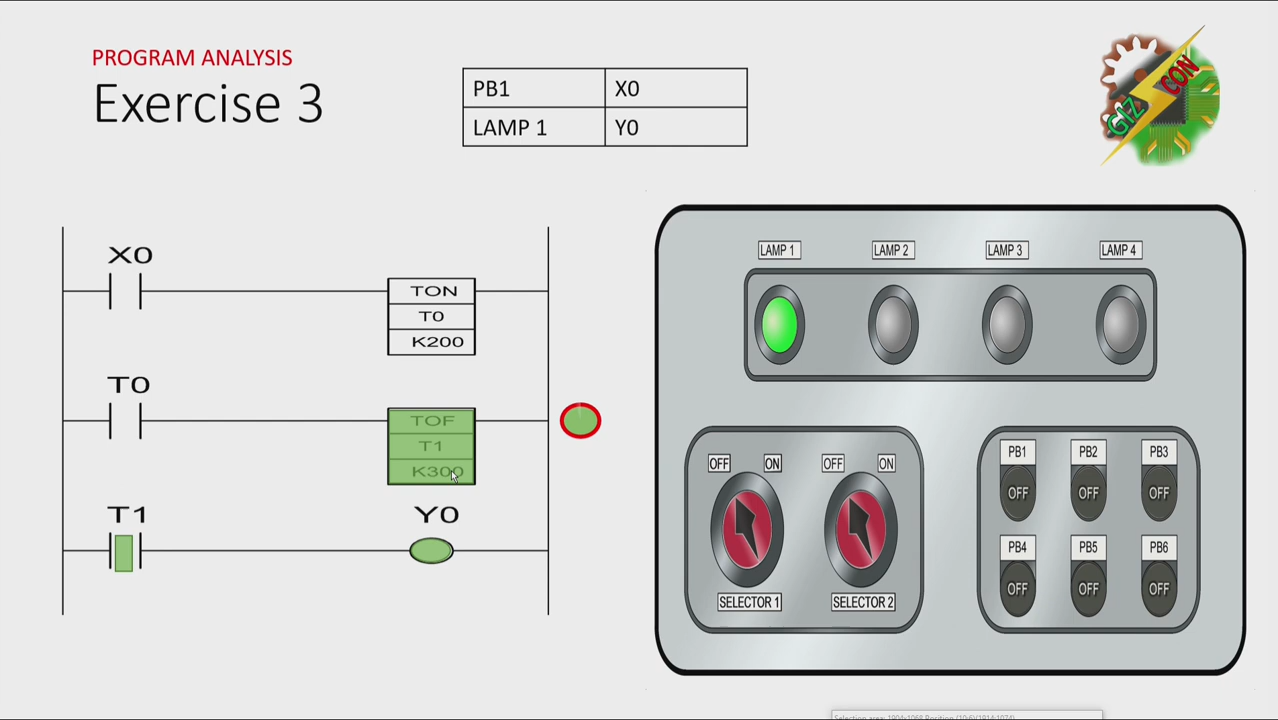 PROGRAM ANALYSIS
Exercise 3
PB1 X0
LAMP 1 Y0
GIZ CON
X0
TON
T0
K200
T0
TOF
T1
K300
T1 Y0
LAMP 1 LAMP 2 LAMP 3 LAMP 4
OFF ON OFF ON
SELECTOR 1 SELECTOR 2
PB1 PB2 PB3
OFF OFF OFF
PB4 PB5 PB6
OFF OFF OFF